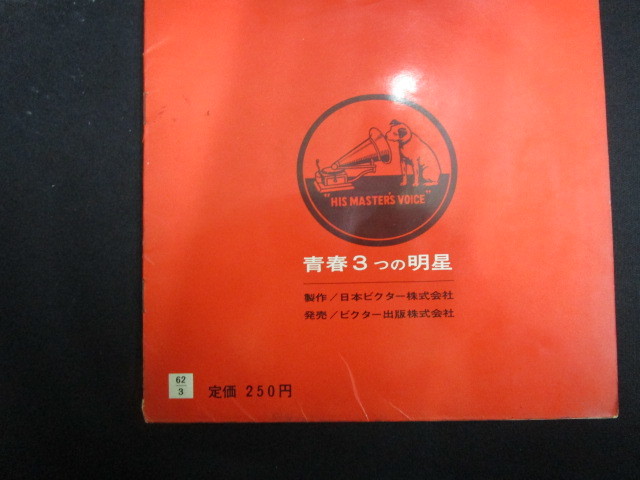 "HIS MASTER'S VOICE"
青春3つの明星
製作/日本ビクター株式会社
発売/ビクター出版株式会社
62
3
定価 250円